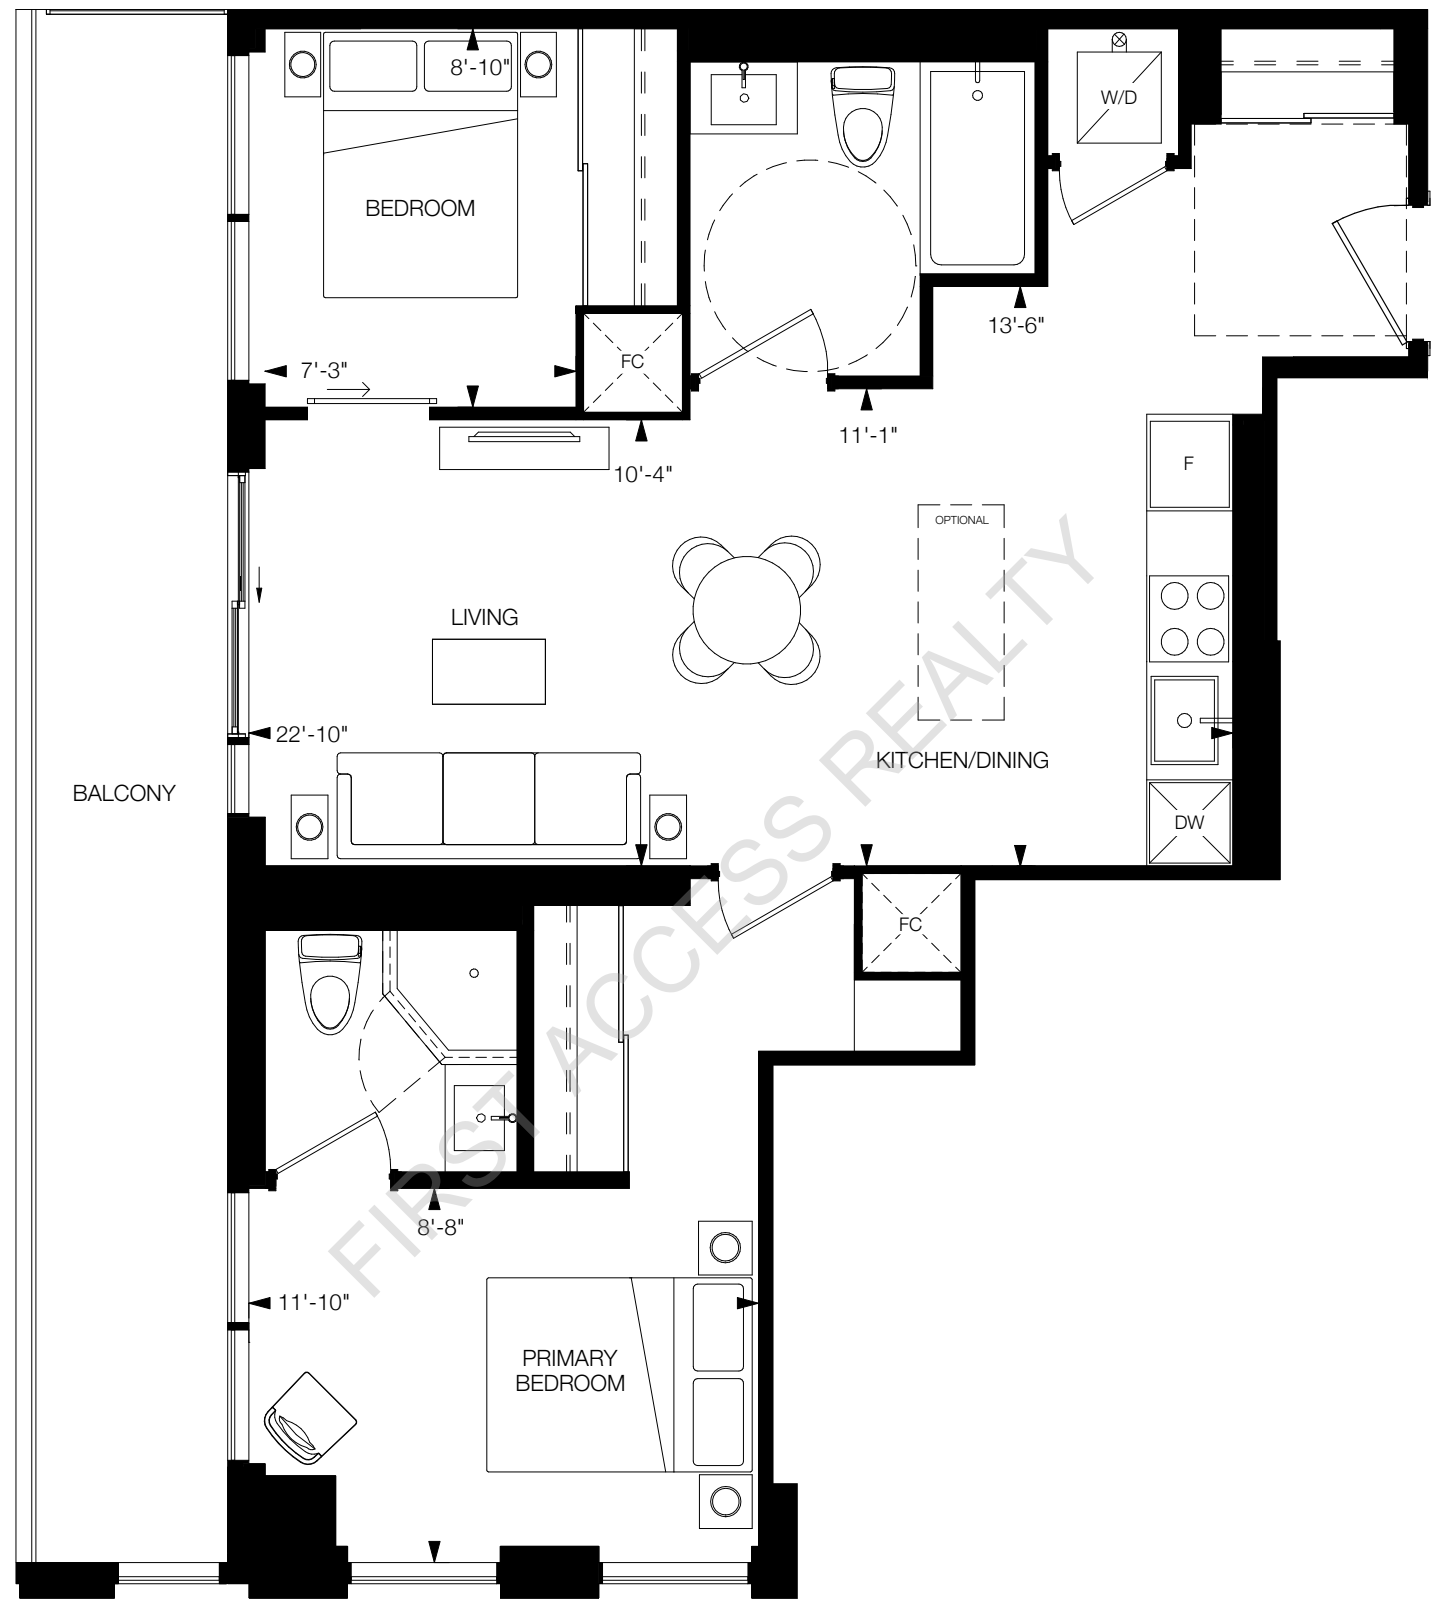 8'-10"
W/D
BEDROOM
13'-6"
7'-3"
FC
11'-1"
F
10'-4"
OPTIONAL
LIVING
22'-10"
KITCHEN/DINING
BALCONY
DW
FC
FIRST ACCESS REALTY
8'-8"
11'-10"
PRIMARY
BEDROOM